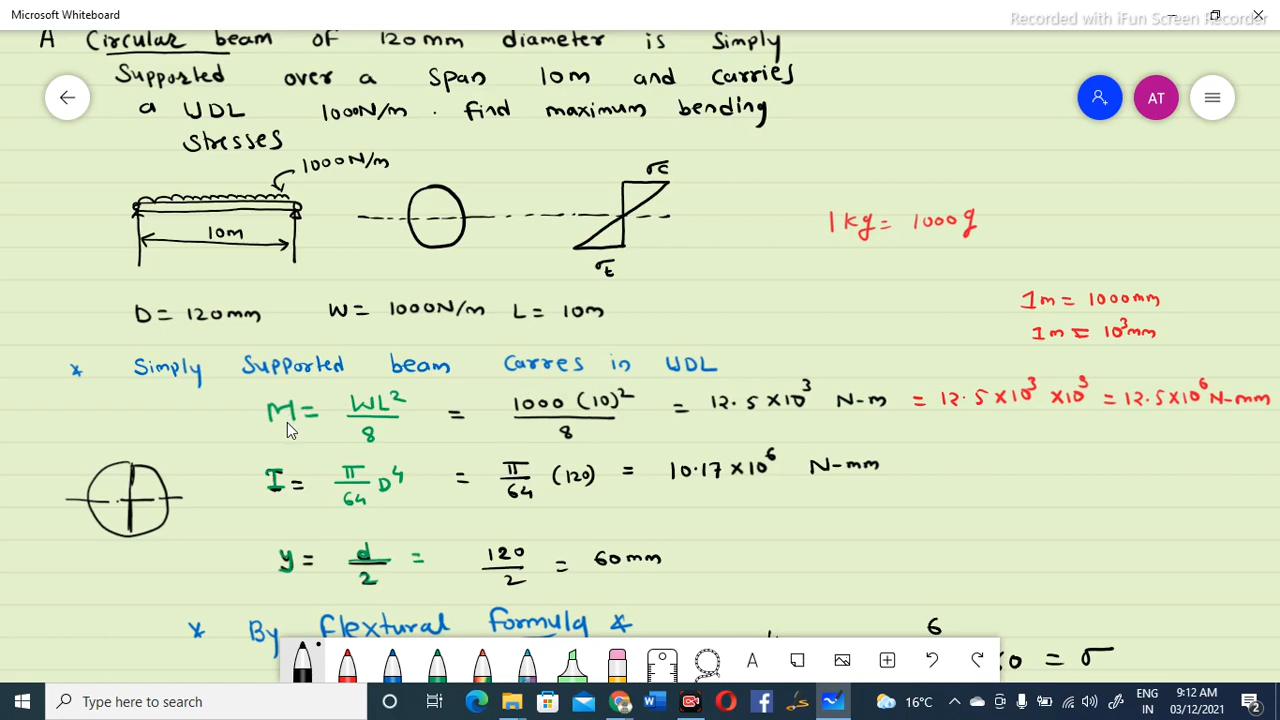 Microsoft Whiteboard
Recorded with iFun Screen Recorder
A Circular beam of 120mm diameter is Simply
Supported over a span 10m and carries
a UDL 1000N/m . find maximum bending
Stresses
1000N/m
σc
10m
σt
1kg = 1000g
1m = 1000mm
1m = 10³mm
D = 120mm W = 1000N/m L = 10m
* Simply Supported beam Carres in UDL
M = WL²/8 = 1000 (10)²/8 = 12.5 × 10³ N-m = 12.5 × 10³ × 10³ = 12.5 × 10⁶ N-mm
I = π/64 D⁴ = π/64 (120) = 10.17 × 10⁶ N-mm
y = d/2 = 120/2 = 60mm
* By flextural formula *
6
= σ
AT
A
Type here to search
16°C
ENG
IN
9:12 AM
03/12/2021
2